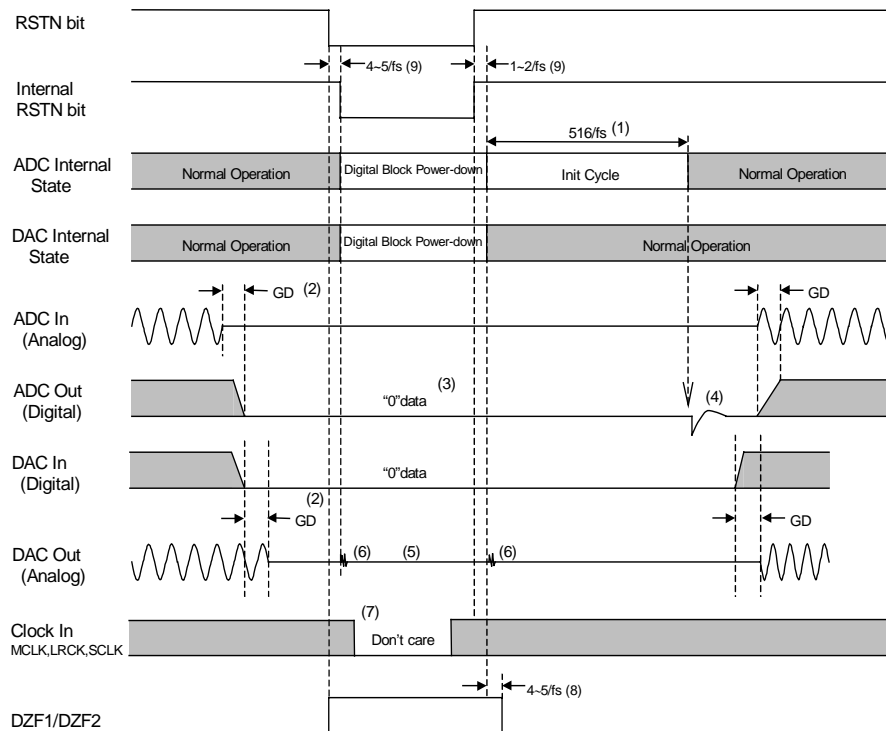 RSTN bit
4~5/fs (9)
1~2/fs (9)
Internal
RSTN bit
516/fs (1)
ADC Internal
State
Normal Operation
Digital Block Power-down
Init Cycle
Normal Operation
DAC Internal
State
Normal Operation
Digital Block Power-down
Normal Operation
GD (2)
GD
ADC In
(Analog)
ADC Out
(Digital)
“0”data (3)
(4)
DAC In
(Digital)
“0”data
(2)
GD
GD
DAC Out
(Analog)
(6)
(5)
(6)
Clock In
MCLK,LRCK,SCLK
(7)
Don’t care
4~5/fs (8)
DZF1/DZF2